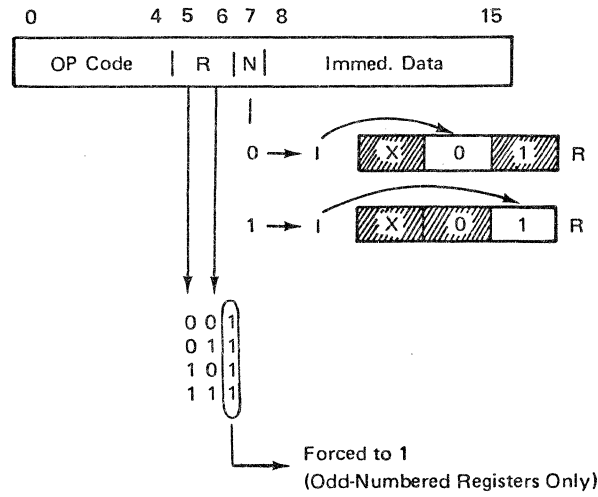 0 4 5 6 7 8 15
OP Code | R | N | Immed. Data
0 → I X 0 1 R
1 → I X 0 1 R
0 0 1
0 1 1
1 0 1
1 1 1
Forced to 1
(Odd-Numbered Registers Only)